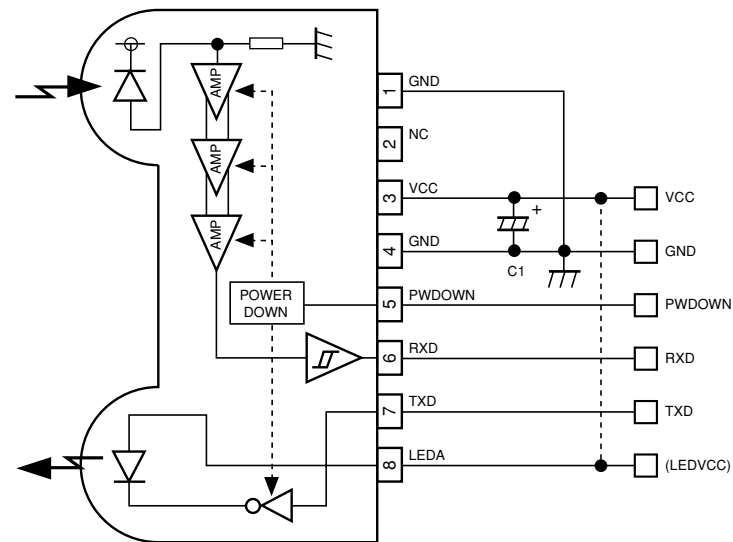 AMP
AMP
AMP
POWER
DOWN
1 GND
2 NC
3 VCC
4 GND
5 PWDOWN
6 RXD
7 TXD
8 LEDA
+
C1
VCC
GND
PWDOWN
RXD
TXD
(LEDVCC)